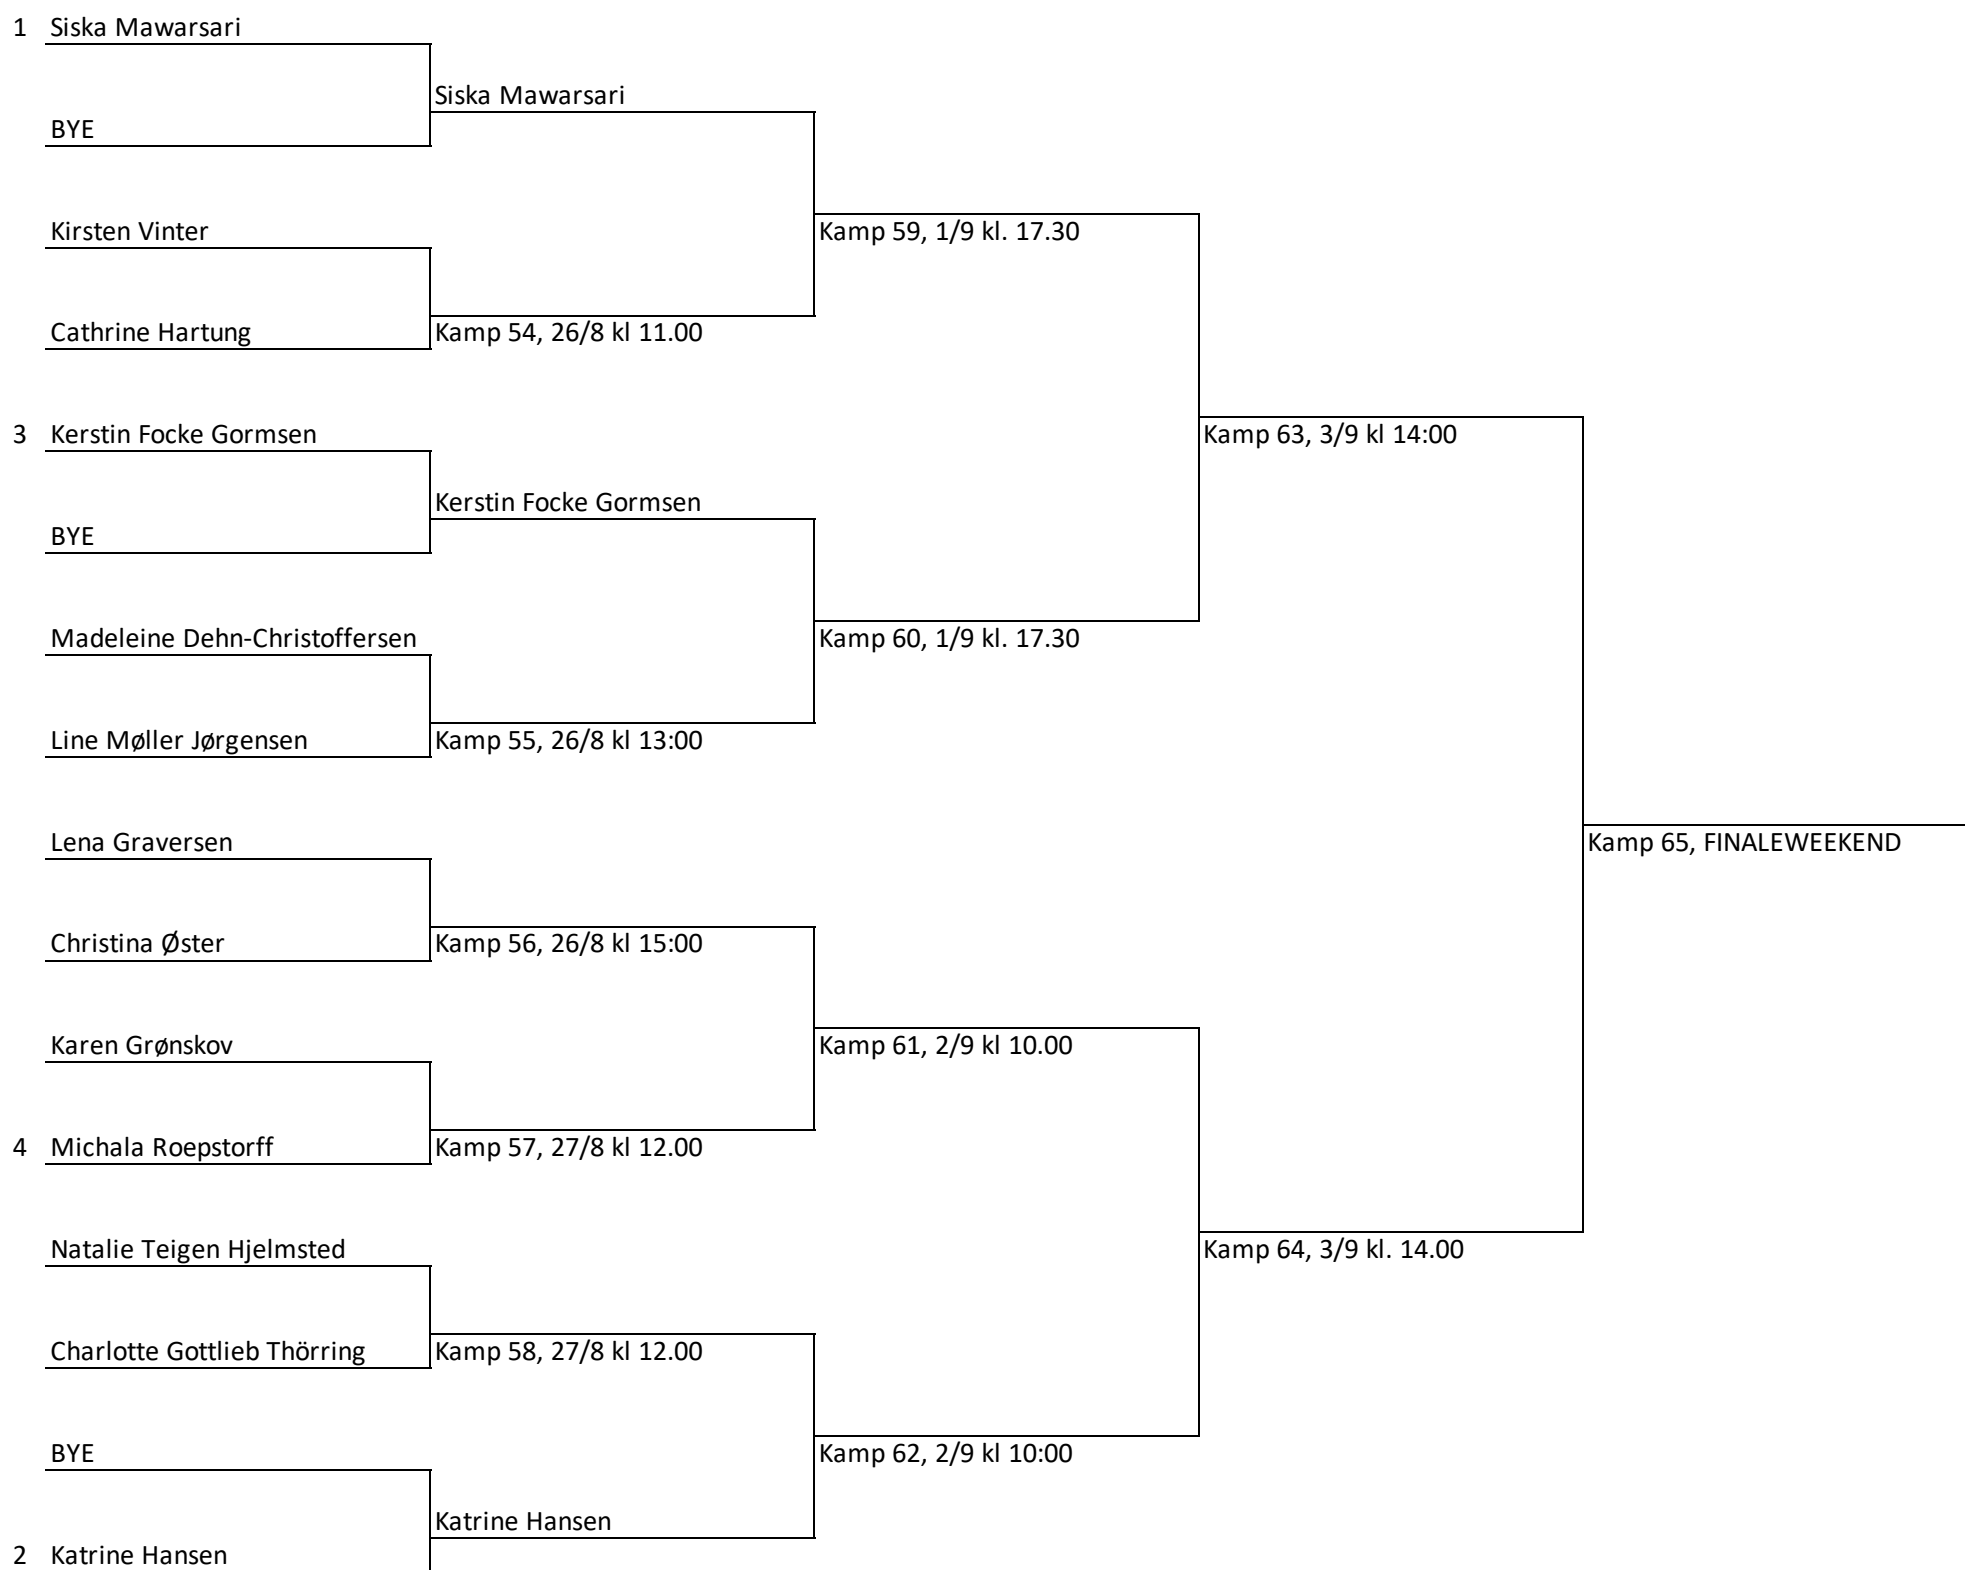 1 Siska Mawarsari
Siska Mawarsari
BYE
Kirsten Vinter
Kamp 59, 1/9 kl. 17.30
Cathrine Hartung
Kamp 54, 26/8 kl 11.00
3 Kerstin Focke Gormsen
Kamp 63, 3/9 kl 14:00
Kerstin Focke Gormsen
BYE
Madeleine Dehn-Christoffersen
Kamp 60, 1/9 kl. 17.30
Line Møller Jørgensen
Kamp 55, 26/8 kl 13:00
Lena Graversen
Kamp 65, FINALEWEEKEND
Christina Øster
Kamp 56, 26/8 kl 15:00
Karen Grønskov
Kamp 61, 2/9 kl 10.00
4 Michala Roepstorff
Kamp 57, 27/8 kl 12.00
Natalie Teigen Hjelmsted
Kamp 64, 3/9 kl. 14.00
Charlotte Gottlieb Thörring
Kamp 58, 27/8 kl 12.00
BYE
Kamp 62, 2/9 kl 10:00
Katrine Hansen
2 Katrine Hansen